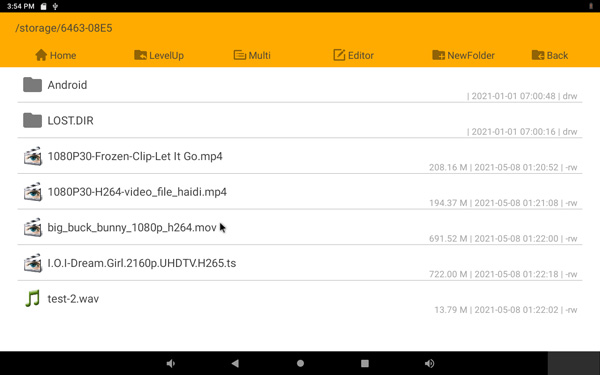 3:54 PM
/storage/6463-08E5
Home LevelUp Multi Editor NewFolder Back
Android
| 2021-01-01 07:00:48 | drw
LOST.DIR
| 2021-01-01 07:00:16 | drw
1080P30-Frozen-Clip-Let It Go.mp4
208.16 M | 2021-05-08 01:20:52 | -rw
1080P30-H264-video_file_haidi.mp4
194.37 M | 2021-05-08 01:21:08 | -rw
big_buck_bunny_1080p_h264.mov
691.52 M | 2021-05-08 01:22:00 | -rw
I.O.I-Dream.Girl.2160p.UHDTV.H265.ts
722.00 M | 2021-05-08 01:22:18 | -rw
test-2.wav
13.79 M | 2021-05-08 01:22:02 | -rw